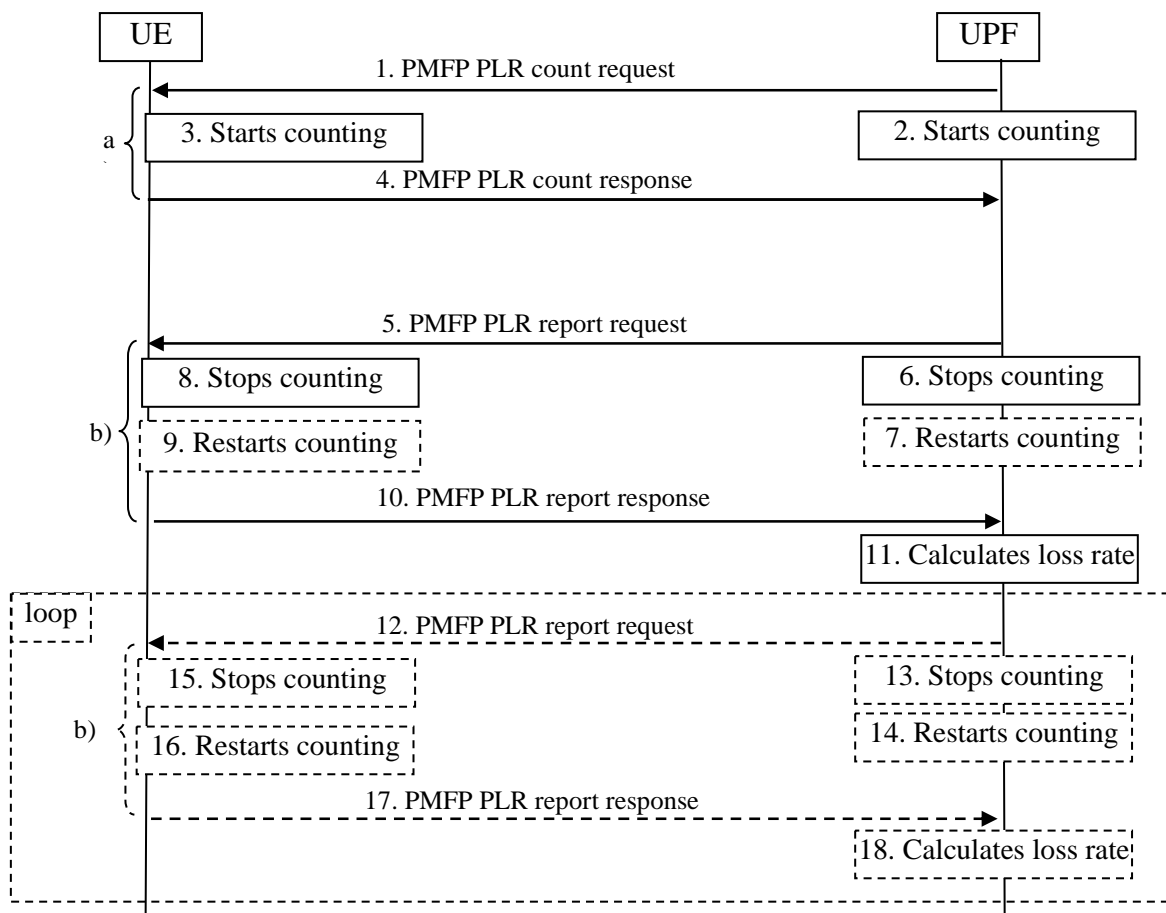 UE
UPF
1. PMFP PLR count request
a
3. Starts counting
2. Starts counting
4. PMFP PLR count response
5. PMFP PLR report request
8. Stops counting
6. Stops counting
b)
9. Restarts counting
7. Restarts counting
10. PMFP PLR report response
11. Calculates loss rate
loop
12. PMFP PLR report request
15. Stops counting
13. Stops counting
b)
16. Restarts counting
14. Restarts counting
17. PMFP PLR report response
18. Calculates loss rate